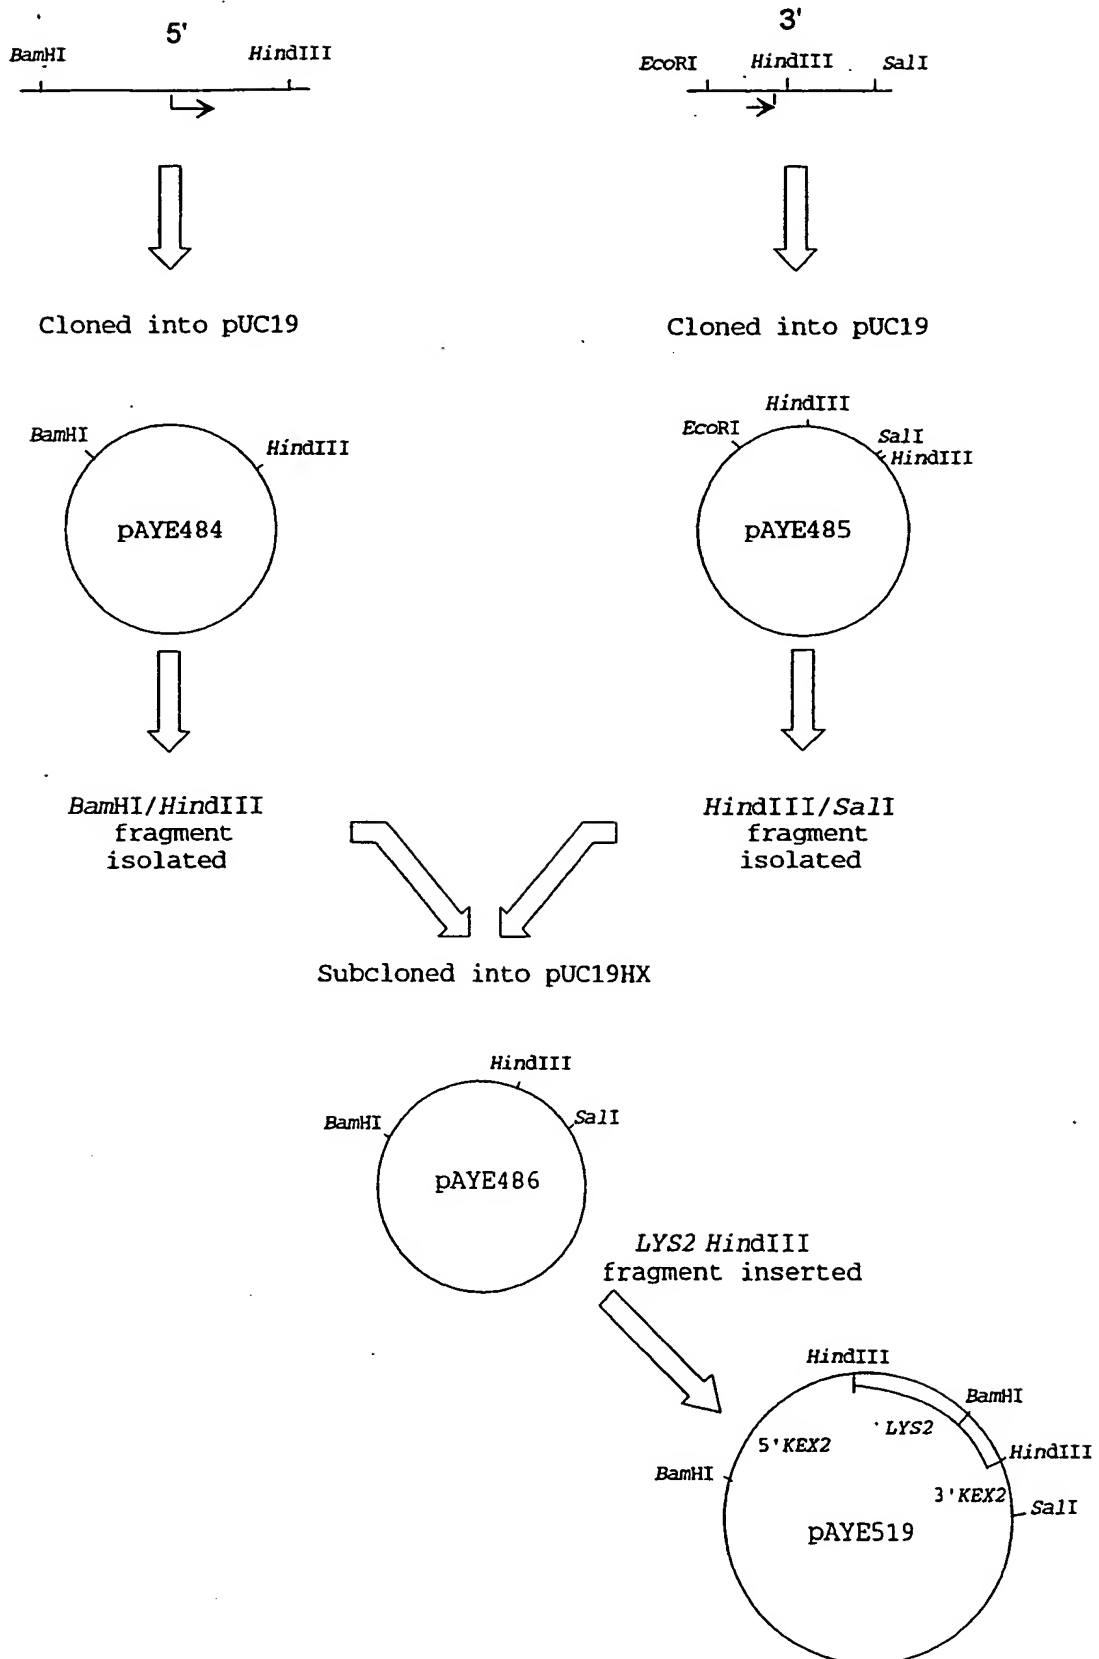 5'
BamHI HindIII
3'
EcoRI HindIII SalI
Cloned into pUC19
Cloned into pUC19
BamHI
HindIII
pAYE484
HindIII
EcoRI
SalI
HindIII
pAYE485
BamHI/HindIII
fragment
isolated
HindIII/SalI
fragment
isolated
Subcloned into pUC19HX
HindIII
BamHI
SalI
pAYE486
LYS2 HindIII
fragment inserted
HindIII
BamHI
LYS2
5'KEX2
HindIII
BamHI
3'KEX2
SalI
pAYE519